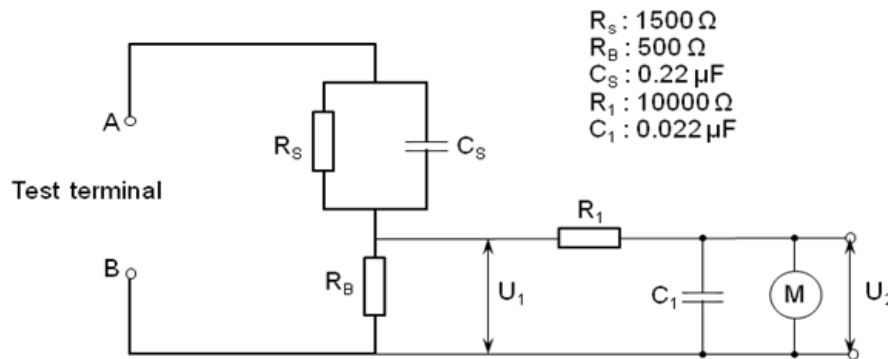 Rs : 1500 Ω
RB : 500 Ω
CS : 0.22 µF
R1 : 10000 Ω
C1 : 0.022 µF
A
RS
CS
Test terminal
R1
B
RB
U1
C1
M
U2